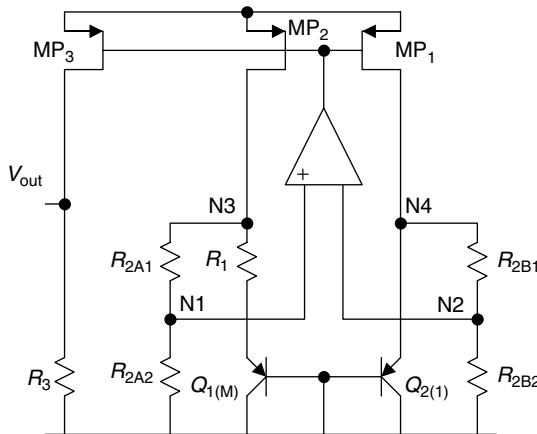 MP3
MP2
MP1
+
Vout
N3
N4
R2A1
R1
R2B1
N1
N2
R2A2
R3
Q1(M)
Q2(1)
R2B2